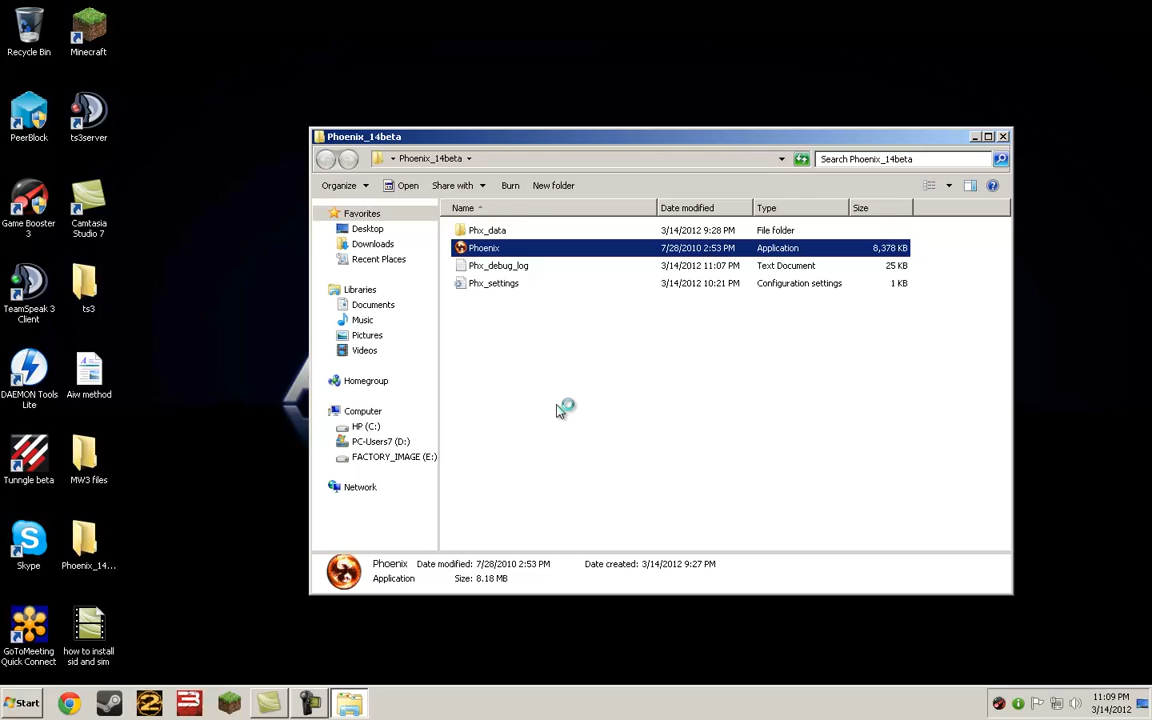 Recycle Bin
Minecraft
PeerBlock
ts3server
Game Booster
3
Camtasia
Studio 7
TeamSpeak 3
Client
ts3
DAEMON Tools
Lite
Aiw method
Tunngle beta
MW3 files
Skype
Phoenix_14...
GoToMeeting
Quick Connect
how to install
sid and sim
Phoenix_14beta
Phoenix_14beta
Search Phoenix_14beta
Organize
Open
Share with
Burn
New folder
Favorites
Desktop
Downloads
Recent Places
Libraries
Documents
Music
Pictures
Videos
Homegroup
Computer
HP (C:)
PC-Users7 (D:)
FACTORY_IMAGE (E:)
Network
Name Date modified Type Size
Phx_data 3/14/2012 9:28 PM File folder
Phoenix 7/28/2010 2:53 PM Application 8,378 KB
Phx_debug_log 3/14/2012 11:07 PM Text Document 25 KB
Phx_settings 3/14/2012 10:21 PM Configuration settings 1 KB
Phoenix Date modified: 7/28/2010 2:53 PM Date created: 3/14/2012 9:27 PM
Application Size: 8.18 MB
Start
11:09 PM
3/14/2012